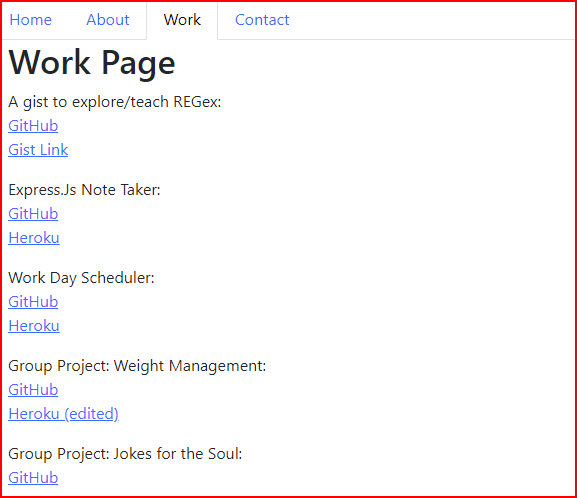 Home About Work Contact
Work Page
A gist to explore/teach REGex:
GitHub
Gist Link
Express.Js Note Taker:
GitHub
Heroku
Work Day Scheduler:
GitHub
Heroku
Group Project: Weight Management:
GitHub
Heroku (edited)
Group Project: Jokes for the Soul:
GitHub